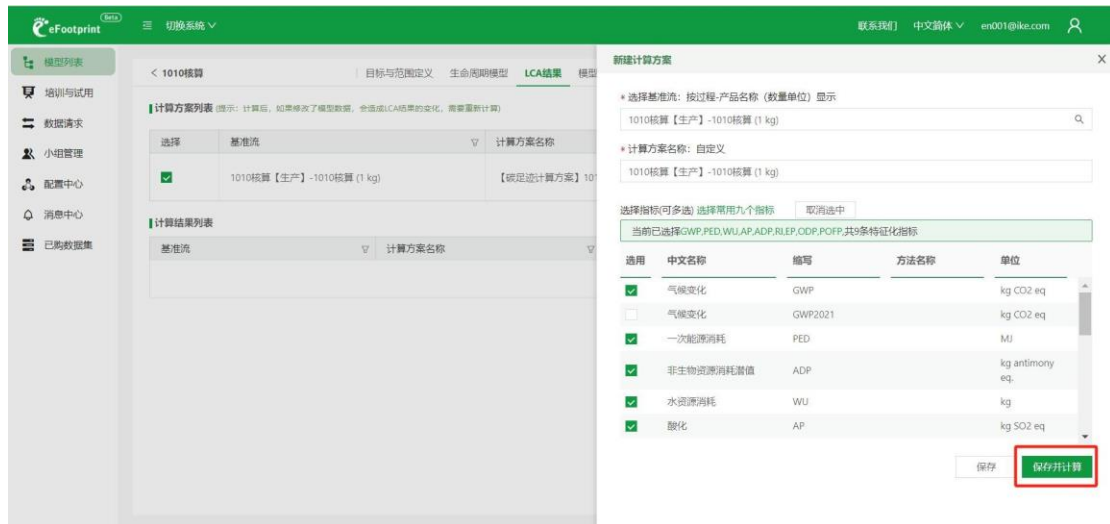 eFootprint (Beta)
切换系统
联系我们 中文简体 en001@ike.com
模型列表
培训与试用
数据请求
小组管理
配置中心
消息中心
已购数据集
< 1010核算
目标与范围定义 生命周期模型 LCA结果 模型
计算方案列表 (提示: 计算后, 如果修改了模型数据, 会造成LCA结果的变化, 需要重新计算)
选择 基准流 计算方案名称
1010核算【生产】-1010核算 (1 kg) 【碳足迹计算方案】101
计算结果列表
基准流 计算方案名称
新建计算方案 X
* 选择基准流: 按过程-产品名称 (数量单位) 显示
1010核算【生产】-1010核算 (1 kg)
* 计算方案名称: 自定义
1010核算【生产】-1010核算 (1 kg)
选择指标(可多选) 选择常用九个指标 取消选中
当前已选择GWP,PED,WU,AP,ADP,RI,EP,ODP,POFP,共9条特征化指标
选用 中文名称 缩写 方法名称 单位
气候变化 GWP kg CO2 eq
气候变化 GWP2021 kg CO2 eq
一次能源消耗 PED MJ
非生物资源消耗潜值 ADP kg antimony
eq.
水资源消耗 WU kg
酸化 AP kg SO2 eq
保存 保存并计算